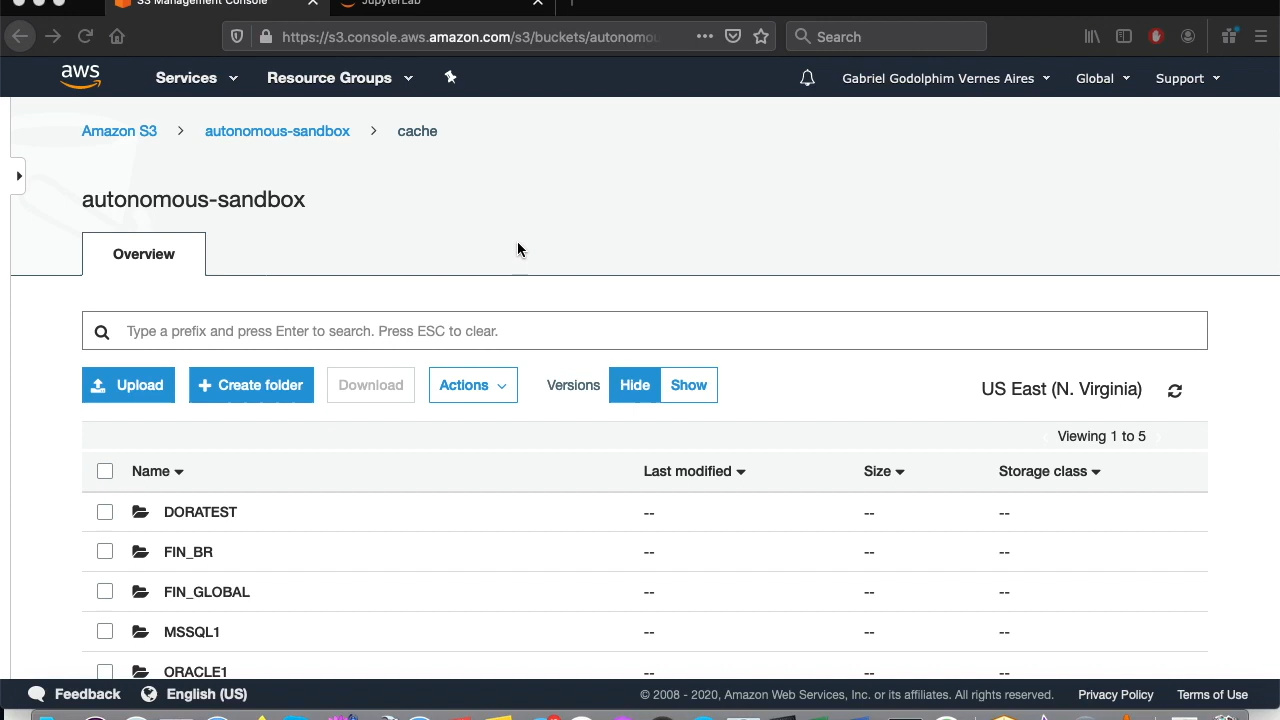 S3 Management Console
JupyterLab
https://s3.console.aws.amazon.com/s3/buckets/autonomou
Search
aws
Services
Resource Groups
Gabriel Godolphim Vernes Aires
Global
Support
Amazon S3 > autonomous-sandbox > cache
autonomous-sandbox
Overview
Type a prefix and press Enter to search. Press ESC to clear.
Upload
+ Create folder
Download
Actions
Versions
Hide
Show
US East (N. Virginia)
Viewing 1 to 5
Name Last modified Size Storage class
DORATEST -- -- --
FIN_BR -- -- --
FIN_GLOBAL -- -- --
MSSQL1 -- -- --
ORACLE1 -- -- --
Feedback
English (US)
© 2008 - 2020, Amazon Web Services, Inc. or its affiliates. All rights reserved.
Privacy Policy
Terms of Use